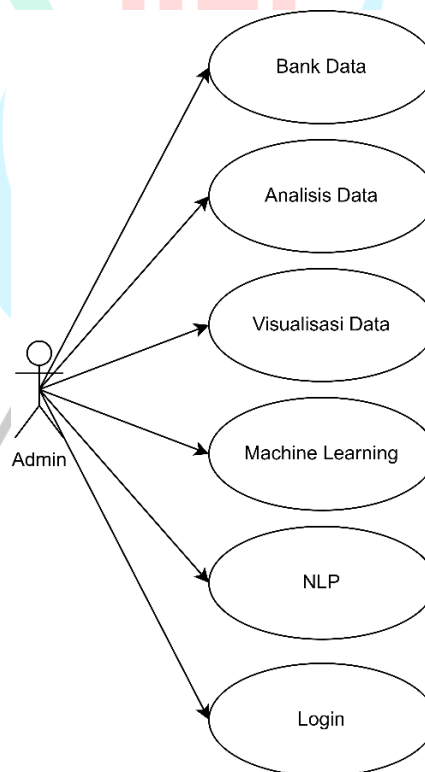 Bank Data
Analisis Data
Visualisasi Data
Machine Learning
Admin
NLP
Login